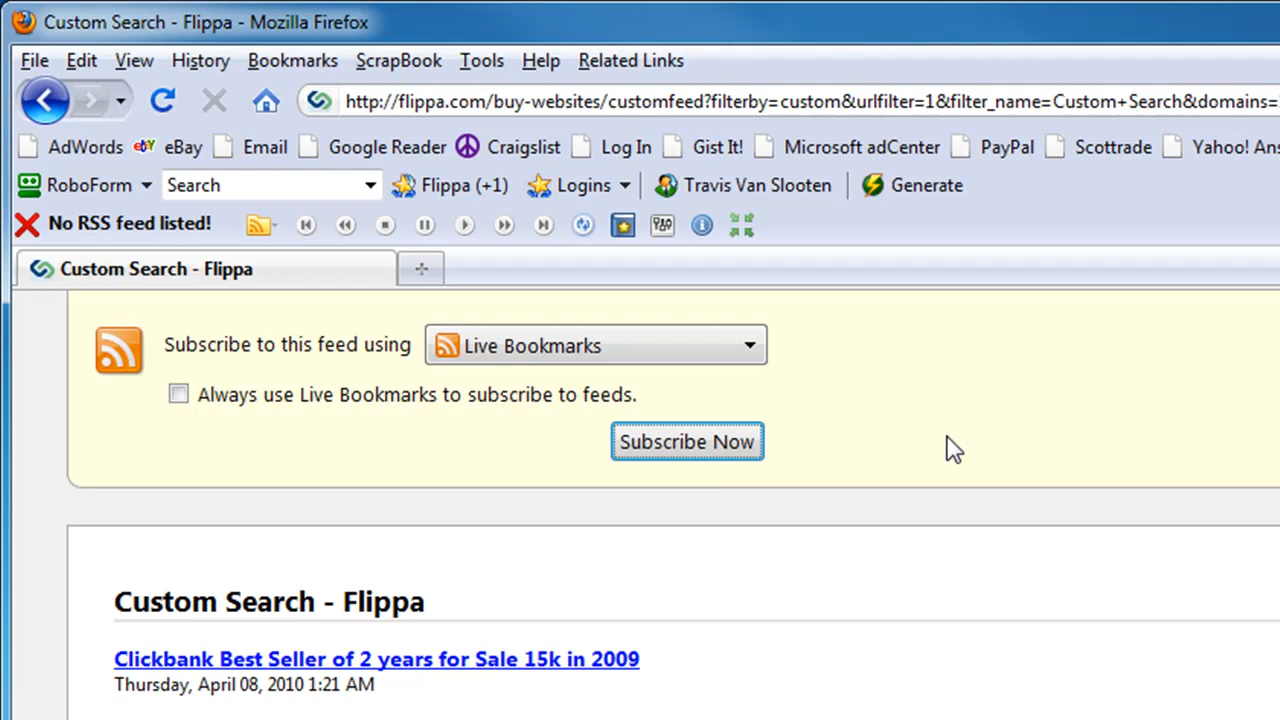 Custom Search - Flippa - Mozilla Firefox
File Edit View History Bookmarks ScrapBook Tools Help Related Links
http://flippa.com/buy-websites/customfeed?filterby=custom&urlfilter=1&filter_name=Custom+Search&domains=
AdWords eBay Email Google Reader Craigslist Log In Gist It! Microsoft adCenter PayPal Scottrade Yahoo! Ans
RoboForm Search Flippa (+1) Logins Travis Van Slooten Generate
No RSS feed listed!
Custom Search - Flippa
Subscribe to this feed using Live Bookmarks
Always use Live Bookmarks to subscribe to feeds.
Subscribe Now
Custom Search - Flippa
Clickbank Best Seller of 2 years for Sale 15k in 2009
Thursday, April 08, 2010 1:21 AM